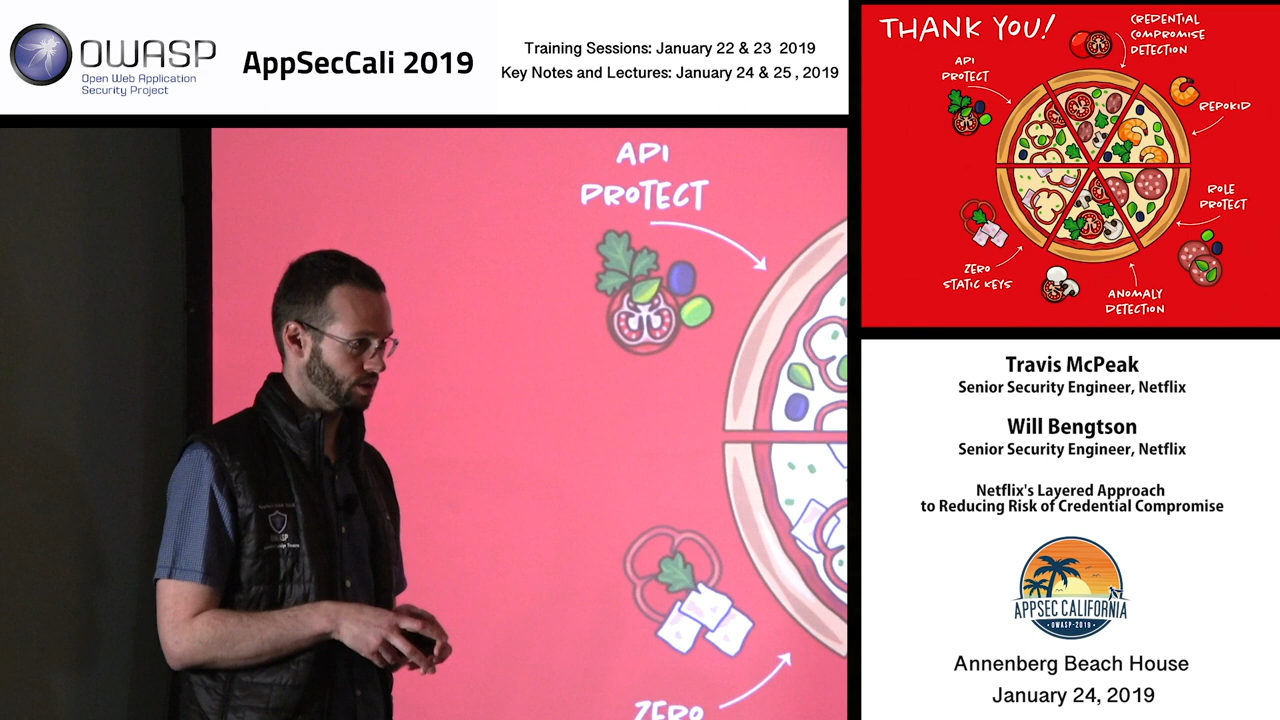 OWASP
Open Web Application
Security Project
AppSecCali 2019
Training Sessions: January 22 & 23 2019
Key Notes and Lectures: January 24 & 25 , 2019
API
PROTECT
ZERO
OWASP
THANK YOU!
CREDENTIAL
COMPROMISE
DETECTION
API
PROTECT
REPOKID
ROLE
PROTECT
ZERO
STATIC KEYS
ANOMALY
DETECTION
Travis McPeak
Senior Security Engineer, Netflix
Will Bengtson
Senior Security Engineer, Netflix
Netflix's Layered Approach
to Reducing Risk of Credential Compromise
APPSEC CALIFORNIA
OWASP-2019
Annenberg Beach House
January 24, 2019